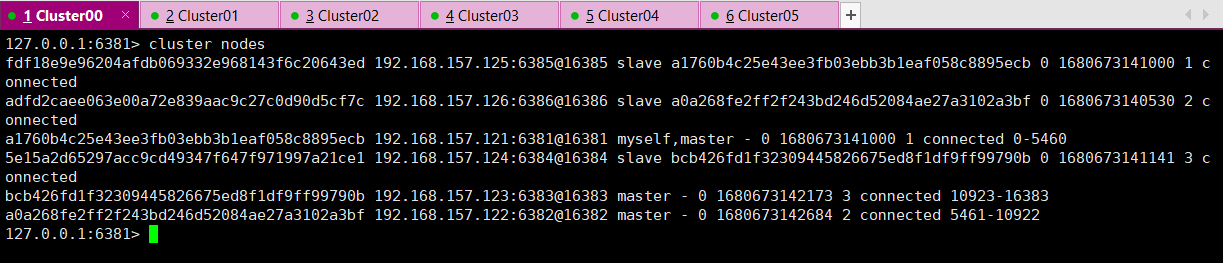 1 Cluster00 × 2 Cluster01 3 Cluster02 4 Cluster03 5 Cluster04 6 Cluster05 +
127.0.0.1:6381> cluster nodes
fdf18e9e96204afdb069332e968143f6c20643ed 192.168.157.125:6385@16385 slave a1760b4c25e43ee3fb03ebb3b1eaf058c8895ecb 0 1680673141000 1 c
onnected
adfd2caee063e00a72e839aac9c27c0d90d5cf7c 192.168.157.126:6386@16386 slave a0a268fe2ff2f243bd246d52084ae27a3102a3bf 0 1680673140530 2 c
onnected
a1760b4c25e43ee3fb03ebb3b1eaf058c8895ecb 192.168.157.121:6381@16381 myself,master - 0 1680673141000 1 connected 0-5460
5e15a2d65297acc9cd49347f647f971997a21ce1 192.168.157.124:6384@16384 slave bcb426fd1f32309445826675ed8f1df9ff99790b 0 1680673141141 3 c
onnected
bcb426fd1f32309445826675ed8f1df9ff99790b 192.168.157.123:6383@16383 master - 0 1680673142173 3 connected 10923-16383
a0a268fe2ff2f243bd246d52084ae27a3102a3bf 192.168.157.122:6382@16382 master - 0 1680673142684 2 connected 5461-10922
127.0.0.1:6381>